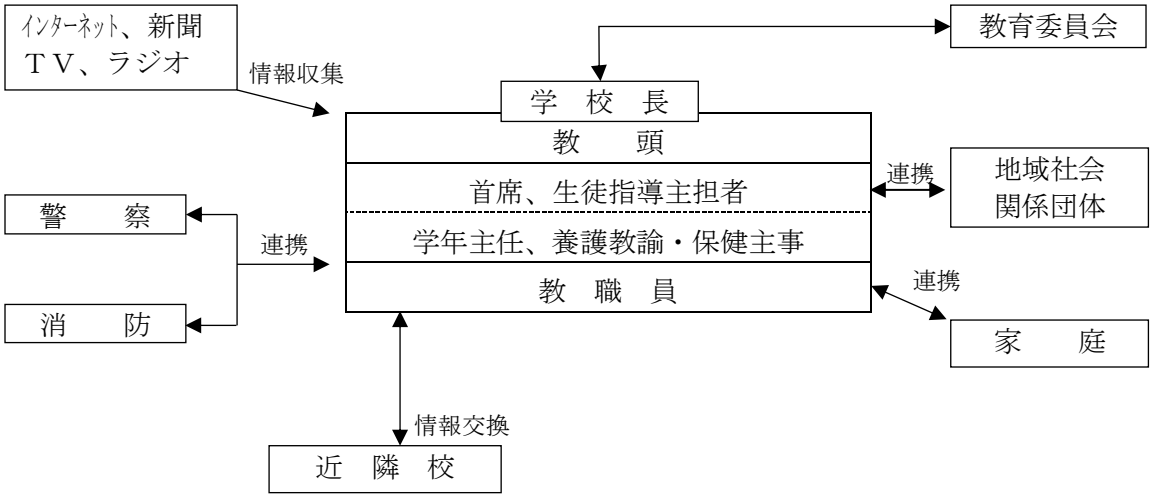 インターネット、新聞
ＴＶ、ラジオ
教育委員会
情報収集
学　校　長
教　　頭
首席、生徒指導主担者
学年主任、養護教諭・保健主事
教　職　員
連携
地域社会
関係団体
警　　察
連携
消　　防
連携
家　　庭
情報交換
近　隣　校